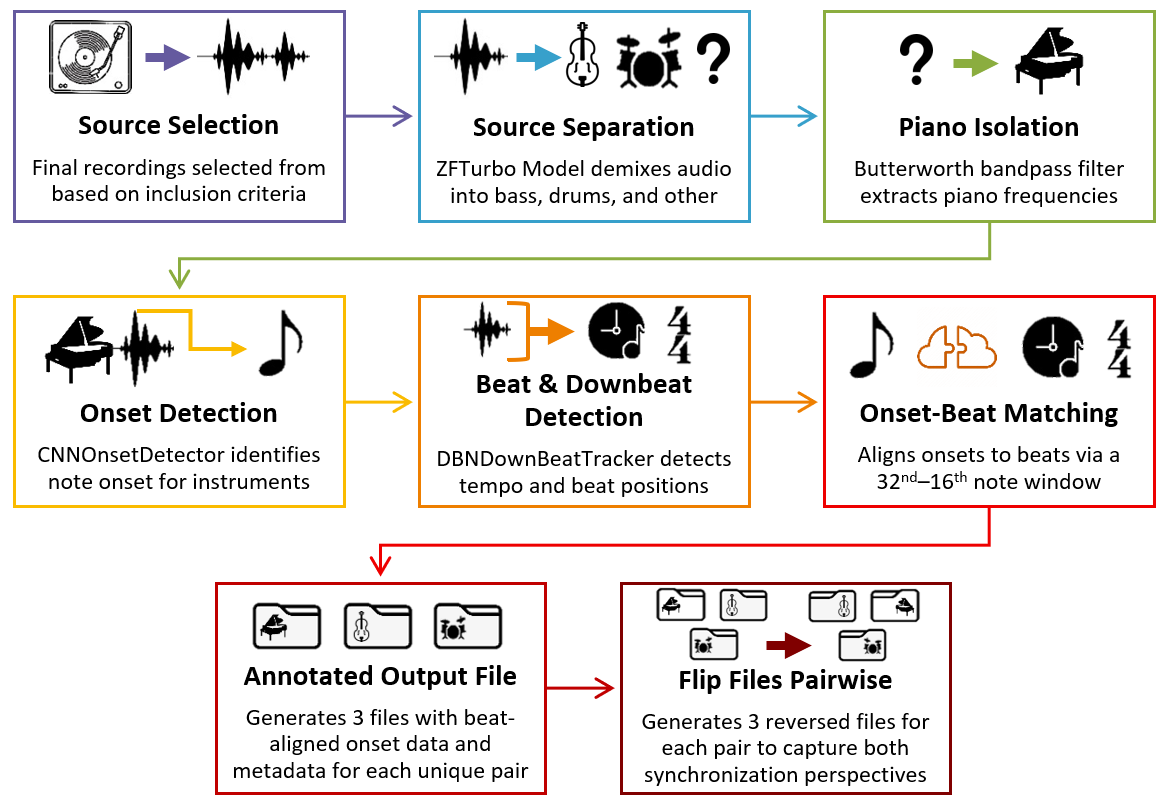 ?
Source Selection
Final recordings selected from
based on inclusion criteria
Source Separation
ZFTurbo Model demixes audio
into bass, drums, and other
?
Piano Isolation
Butterworth bandpass filter
extracts piano frequencies
Onset Detection
CNNOnsetDetector identifies
note onset for instruments
4
4
Beat & Downbeat
Detection
DBNDownBeatTracker detects
tempo and beat positions
4
4
Onset-Beat Matching
Aligns onsets to beats via a
32nd–16th note window
Annotated Output File
Generates 3 files with beat-
aligned onset data and
metadata for each unique pair
Flip Files Pairwise
Generates 3 reversed files for
each pair to capture both
synchronization perspectives